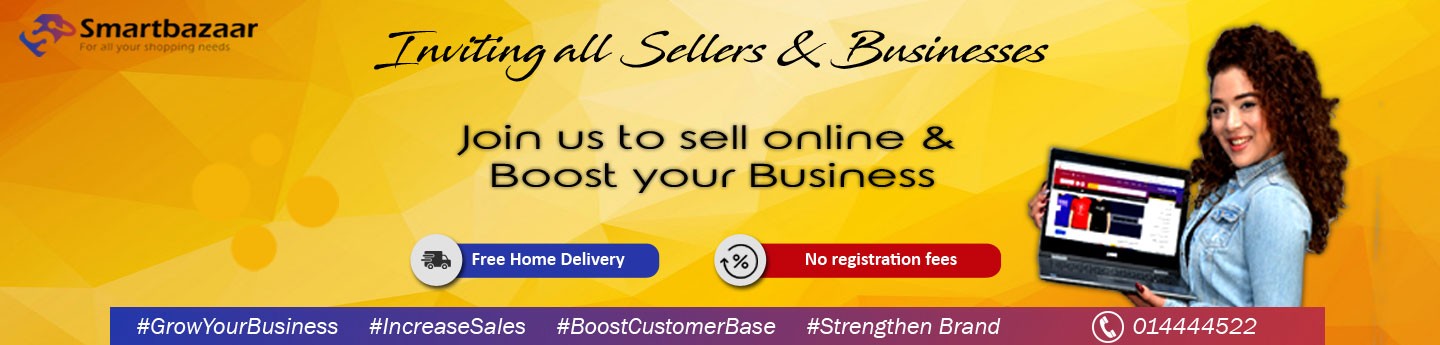 Smartbazaar
For all your shopping needs
Inviting all Sellers & Businesses
Join us to sell online &
Boost your Business
Free Home Delivery
No registration fees
#GrowYourBusiness #IncreaseSales #BoostCustomerBase #Strengthen Brand 014444522